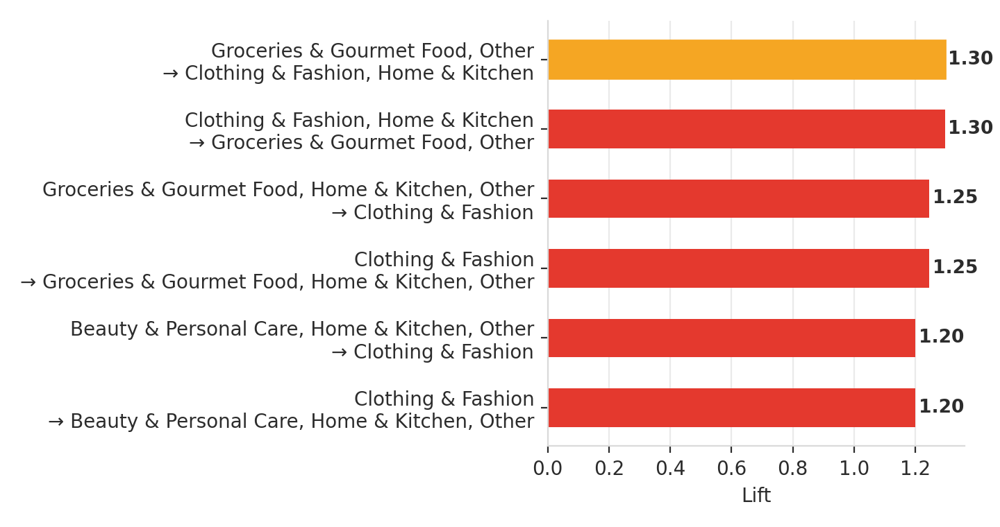 Groceries & Gourmet Food, Other
→ Clothing & Fashion, Home & Kitchen
1.30
Clothing & Fashion, Home & Kitchen
→ Groceries & Gourmet Food, Other
1.30
Groceries & Gourmet Food, Home & Kitchen, Other
→ Clothing & Fashion
1.25
Clothing & Fashion
→ Groceries & Gourmet Food, Home & Kitchen, Other
1.25
Beauty & Personal Care, Home & Kitchen, Other
→ Clothing & Fashion
1.20
Clothing & Fashion
→ Beauty & Personal Care, Home & Kitchen, Other
1.20
0.0 0.2 0.4 0.6 0.8 1.0 1.2
Lift